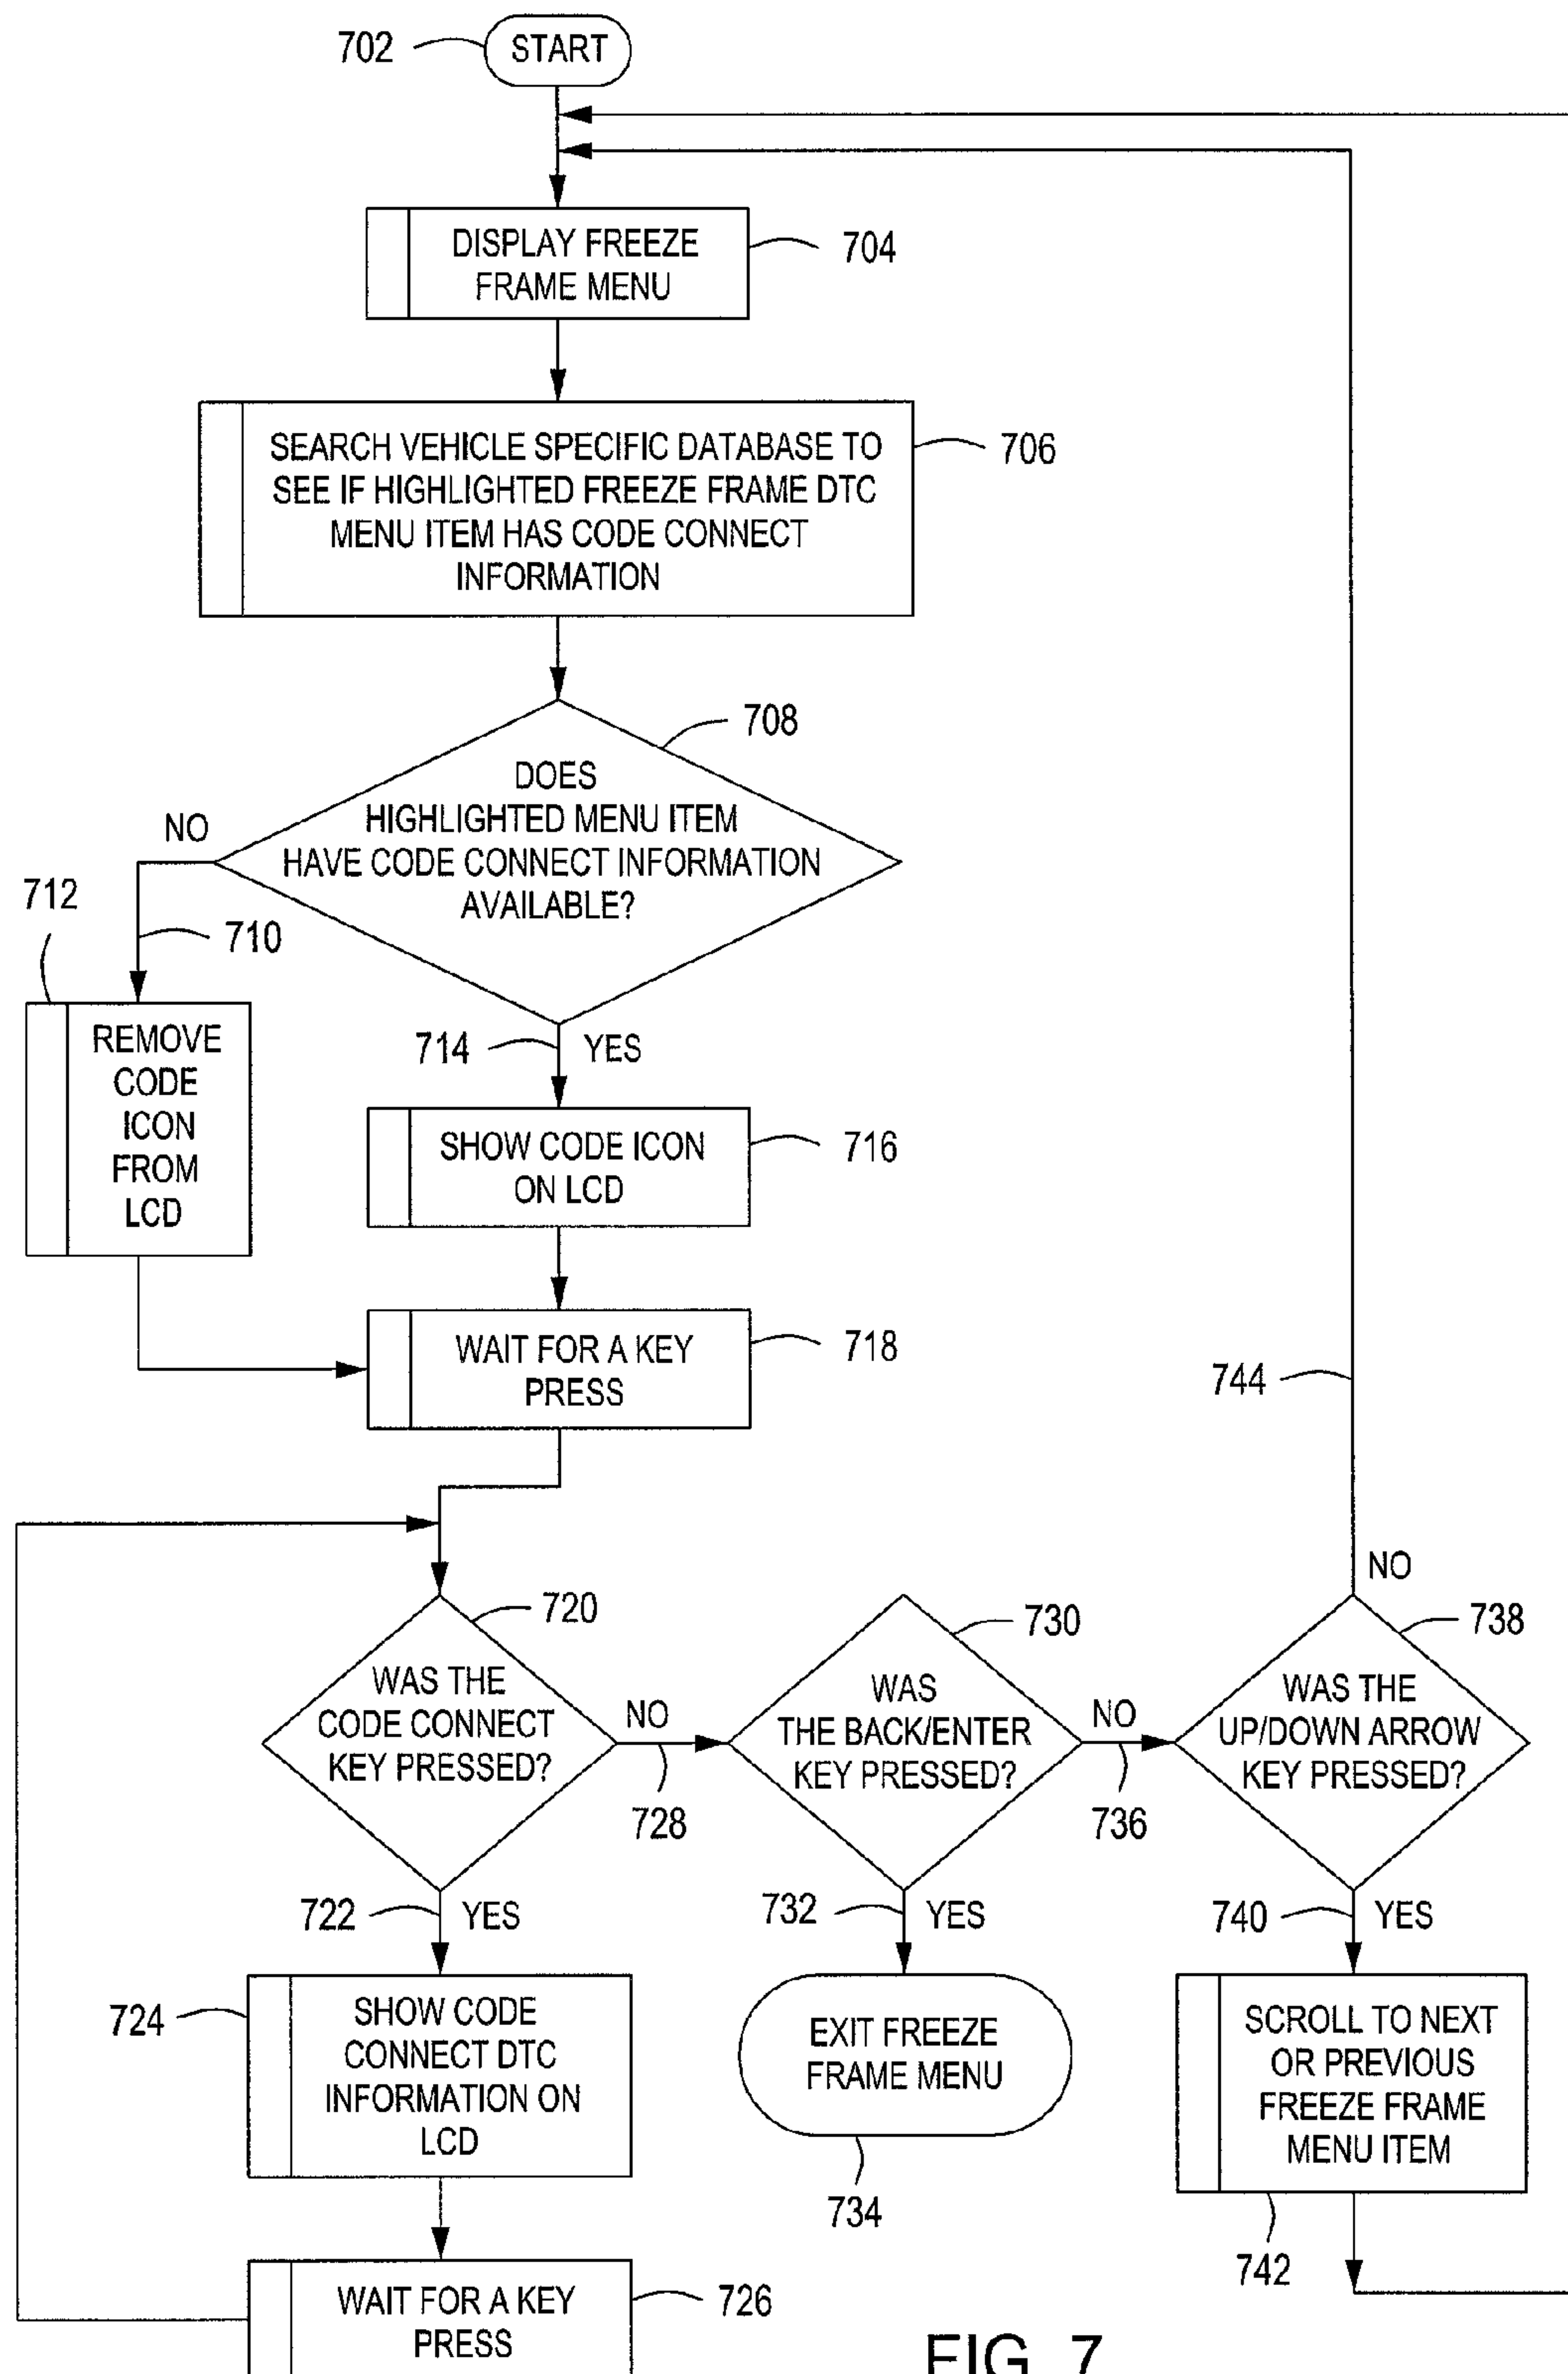 702
START
DISPLAY FREEZE
FRAME MENU
704
SEARCH VEHICLE SPECIFIC DATABASE TO
SEE IF HIGHLIGHTED FREEZE FRAME DTC
MENU ITEM HAS CODE CONNECT
INFORMATION
706
708
DOES
HIGHLIGHTED MENU ITEM
HAVE CODE CONNECT INFORMATION
AVAILABLE?
NO
712
710
REMOVE
CODE
ICON
FROM
LCD
714
YES
SHOW CODE ICON
ON LCD
716
WAIT FOR A KEY
PRESS
718
744
NO
720
WAS THE
CODE CONNECT
KEY PRESSED?
NO
728
730
WAS
THE BACK/ENTER
KEY PRESSED?
NO
736
738
WAS THE
UP/DOWN ARROW
KEY PRESSED?
722
YES
732
YES
740
YES
724
SHOW CODE
CONNECT DTC
INFORMATION ON
LCD
EXIT FREEZE
FRAME MENU
734
SCROLL TO NEXT
OR PREVIOUS
FREEZE FRAME
MENU ITEM
742
WAIT FOR A KEY
PRESS
726
FIG. 7